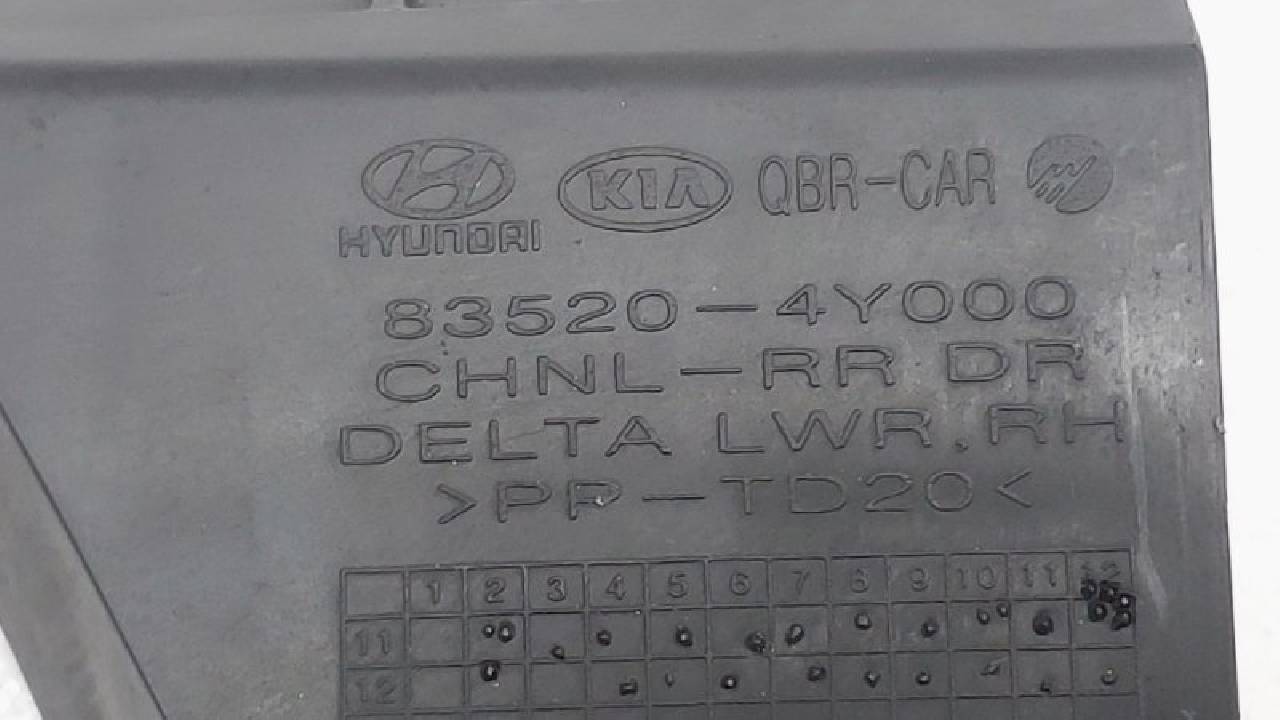 HYUNDAI KIA QBR-CAR
83520-4Y000
CHNL-RR DR
DELTA LWR.RH
>PP-TD20<
1 2 3 4 5 6 7 8 9 10 11 12
11
12